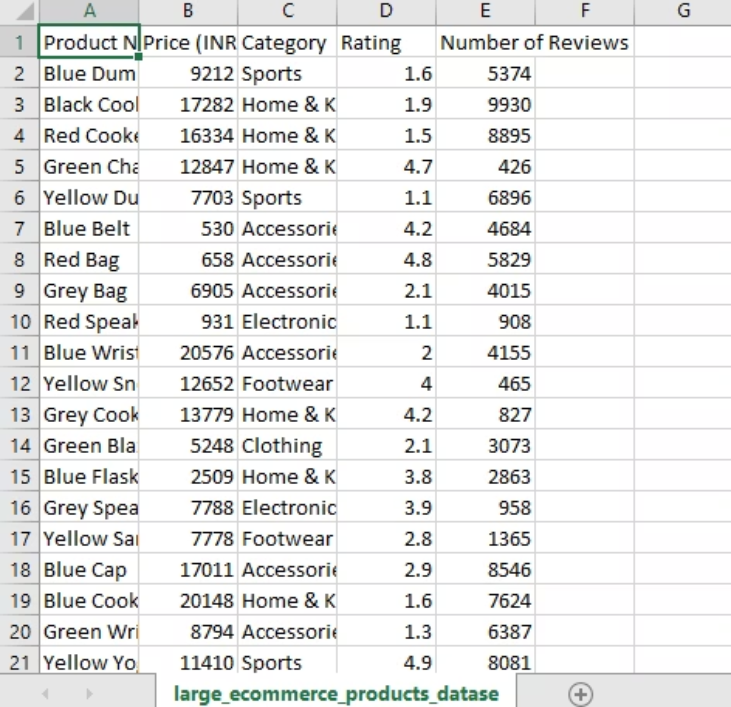 A B C D E F G
1 Product N Price (INR Category Rating Number of Reviews
2 Blue Dum 9212 Sports 1.6 5374
3 Black Cool 17282 Home & K 1.9 9930
4 Red Cooke 16334 Home & K 1.5 8895
5 Green Cha 12847 Home & K 4.7 426
6 Yellow Du 7703 Sports 1.1 6896
7 Blue Belt 530 Accessorie 4.2 4684
8 Red Bag 658 Accessorie 4.8 5829
9 Grey Bag 6905 Accessorie 2.1 4015
10 Red Speak 931 Electronic 1.1 908
11 Blue Wrist 20576 Accessorie 2 4155
12 Yellow Sn 12652 Footwear 4 465
13 Grey Cook 13779 Home & K 4.2 827
14 Green Bla 5248 Clothing 2.1 3073
15 Blue Flask 2509 Home & K 3.8 2863
16 Grey Spea 7788 Electronic 3.9 958
17 Yellow Sa 7778 Footwear 2.8 1365
18 Blue Cap 17011 Accessorie 2.9 8546
19 Blue Cook 20148 Home & K 1.6 7624
20 Green Wri 8794 Accessorie 1.3 6387
21 Yellow Yo 11410 Sports 4.9 8081
large_ecommerce_products_datase